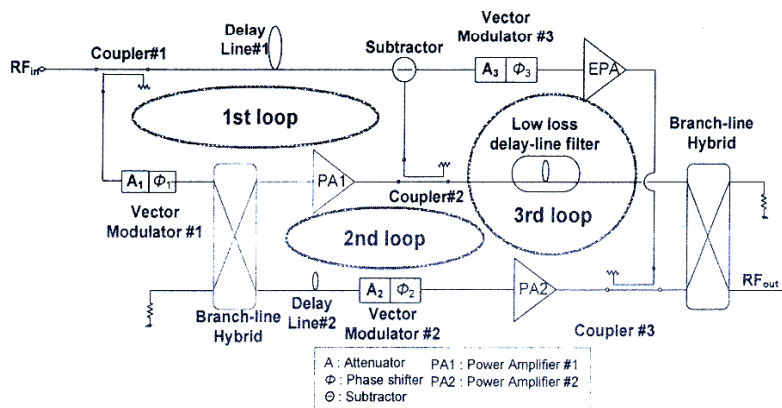 Delay
Line#1
Coupler#1
RFin
Subtractor
Vector
Modulator #3
A3 Φ3
EPA
1st loop
Low loss
delay-line filter
Branch-line
Hybrid
A1 Φ1
PA1
Coupler#2
3rd loop
Vector
Modulator #1
2nd loop
Branch-line
Hybrid
Delay
Line#2
A2 Φ2
Vector
Modulator #2
PA2
Coupler #3
RFout
A : Attenuator PA1 : Power Amplifier #1
Φ : Phase shifter PA2 : Power Amplifier #2
Θ : Subtractor